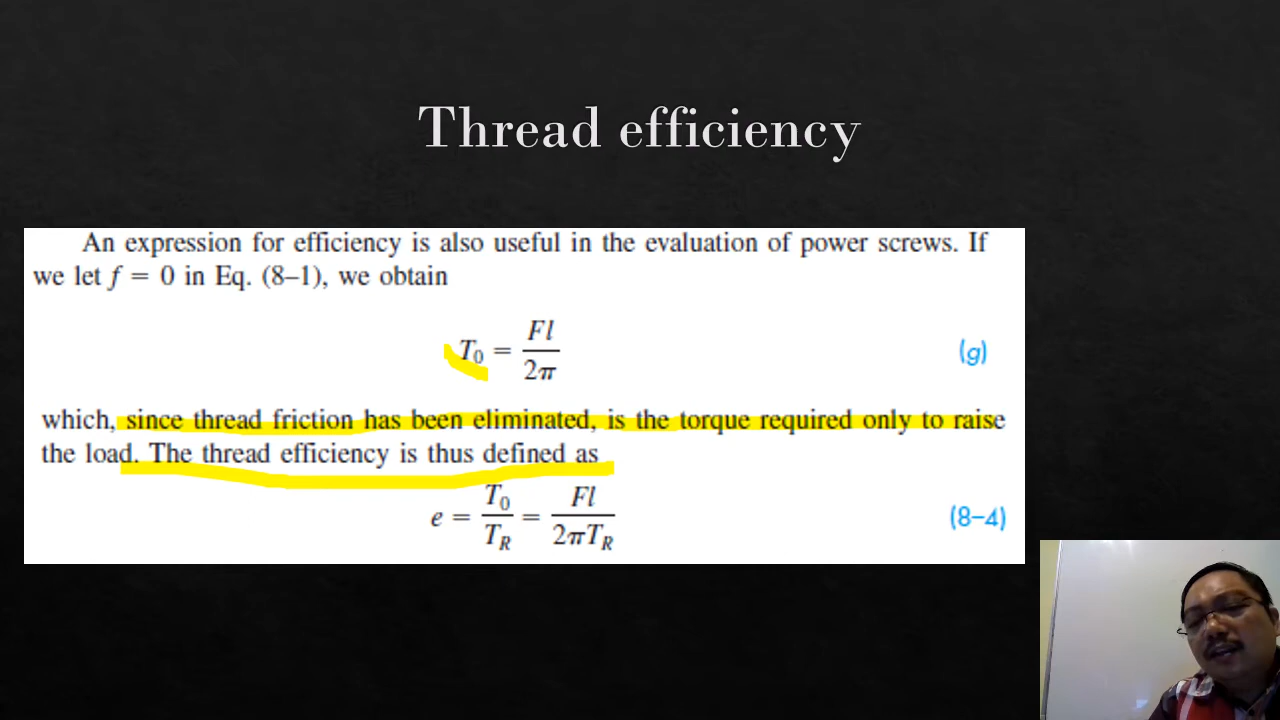 Thread efficiency
An expression for efficiency is also useful in the evaluation of power screws. If
we let f = 0 in Eq. (8–1), we obtain
T₀ = Fl / 2π (g)
which, since thread friction has been eliminated, is the torque required only to raise
the load. The thread efficiency is thus defined as
e = T₀ / T_R = Fl / 2πT_R (8–4)